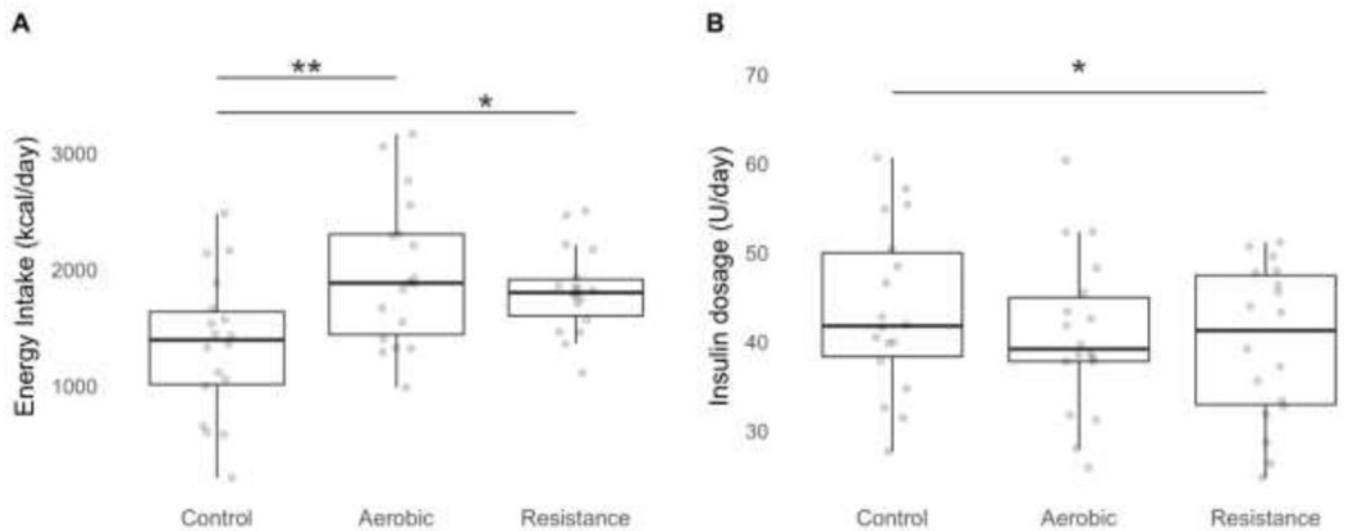 A
**
*
Energy Intake (kcal/day)
3000
2000
1000
Control Aerobic Resistance
B
*
Insulin dosage (U/day)
70
60
50
40
30
Control Aerobic Resistance